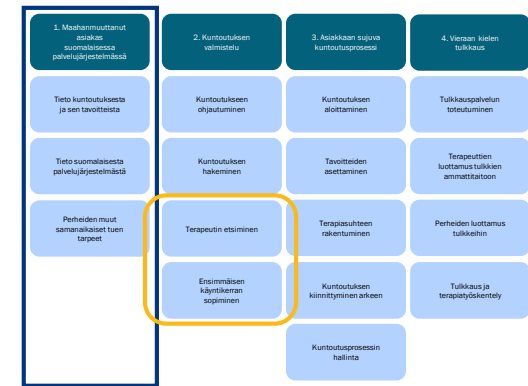 1. Maahanmuuttanut
asiakas
suomalaisessa
palvelujärjestelmässä
Tieto kuntoutuksesta
ja sen tavoitteista
Tieto suomalaisesta
palvelujärjestelmästä
Perheiden muut
samanaikaiset tuen
tarpeet
2. Kuntoutuksen
valmistelu
Kuntoutukseen
ohjautuminen
Kuntoutuksen
hakeminen
Terapeutin etsiminen
Ensimmäisen
käyntikerran
sopiminen
3. Asiakkaan sujuva
kuntoutusprosessi
Kuntoutuksen
aloittaminen
Tavoitteiden
asettaminen
Terapiasuhteen
rakentuminen
Kuntoutuksen
kiinnittyminen arkeen
Kuntoutusprosessin
hallinta
4. Vieraan kielen
tulkkaus
Tulkkauspalvelun
toteutuminen
Terapeuttien
luottamus tulkkien
ammattitaitoon
Perheiden luottamus
tulkkeihin
Tulkkaus ja
terapiatyöskentely